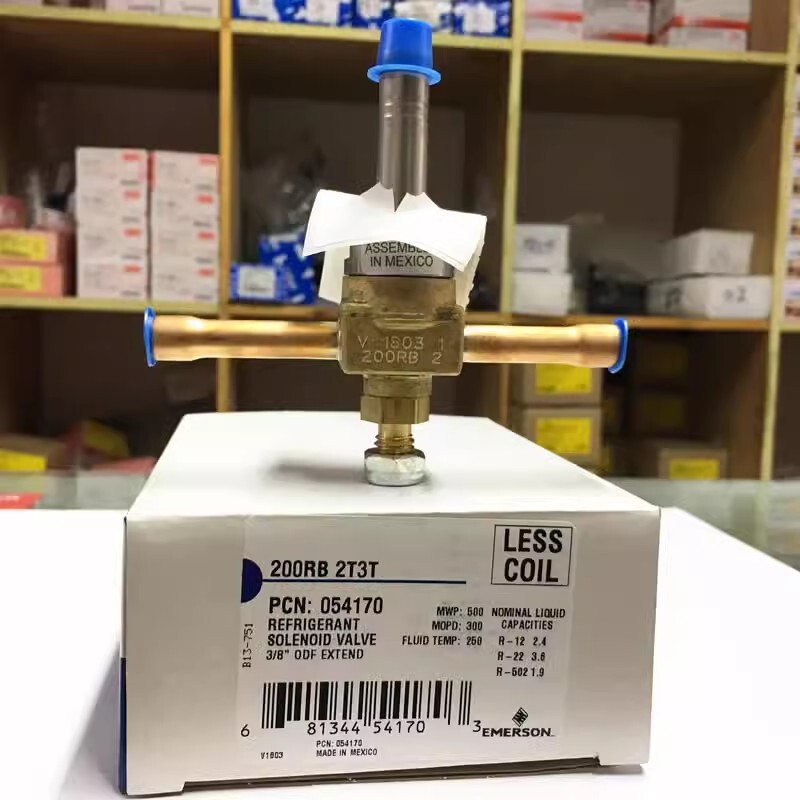 ASSEMB
IN MEXICO
V-1803 1
200RB 2
LESS
COIL
200RB 2T3T
PCN: 054170
REFRIGERANT
SOLENOID VALVE
3/8" ODF EXTEND
MWP: 500
MOPD: 300
FLUID TEMP: 250
NOMINAL LIQUID
CAPACITIES
R-12 2.4
R-22 3.6
R-502 1.9
B13-751
6 81344 54170 3
PCN: 054170
MADE IN MEXICO
V1803
EMERSON